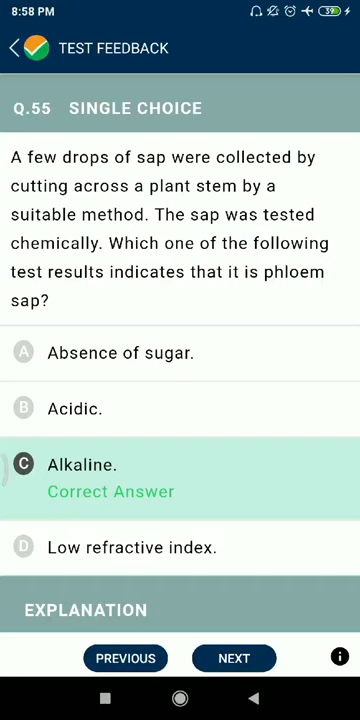 8:58 PM
39
TEST FEEDBACK
Q.55 SINGLE CHOICE
A few drops of sap were collected by
cutting across a plant stem by a
suitable method. The sap was tested
chemically. Which one of the following
test results indicates that it is phloem
sap?
A Absence of sugar.
B Acidic.
C Alkaline.
Correct Answer
D Low refractive index.
EXPLANATION
PREVIOUS NEXT